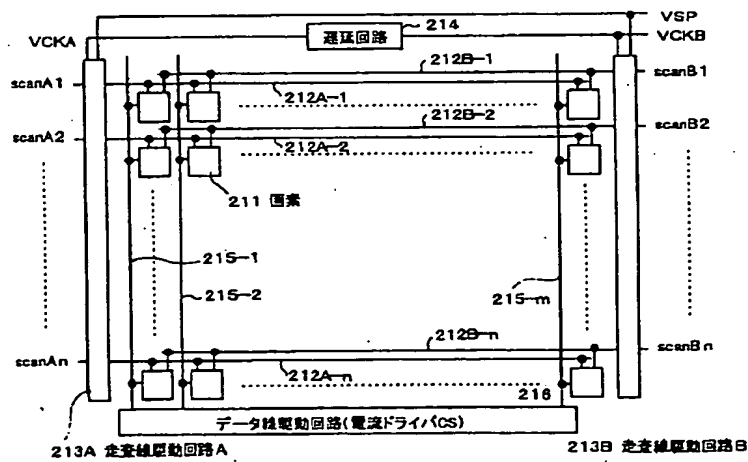 214
VSP
VCKA
遅延回路
VCKB
scanA1
212B-1
scanB1
212A-1
scanA2
212B-2
scanB2
212A-2
211 画素
215-1
215-2
215-m
212B-n
scanAn
scanBn
212A-n
216
データ線駆動回路(電流ドライバCS)
213A 走査線駆動回路A
213B 走査線駆動回路B